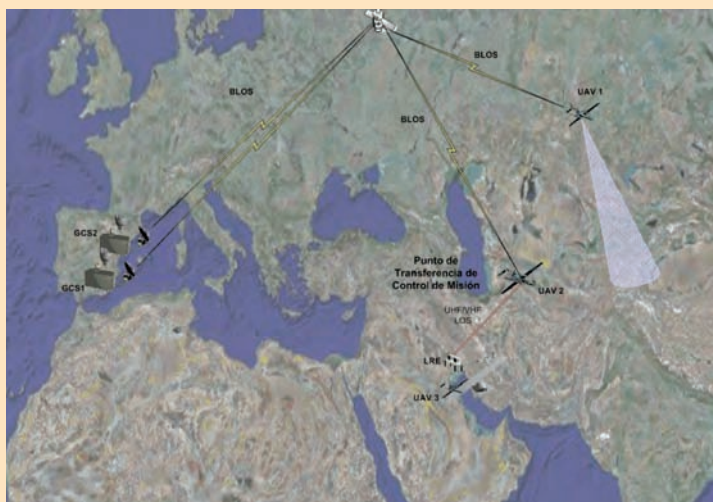 BLOS
BLOS
BLOS
UAV 1
GCS2
GCS1
Punto de
Transferencia de
Control de Misión
UAV 2
UHF/VHF
LOS
LRE
UAV 3